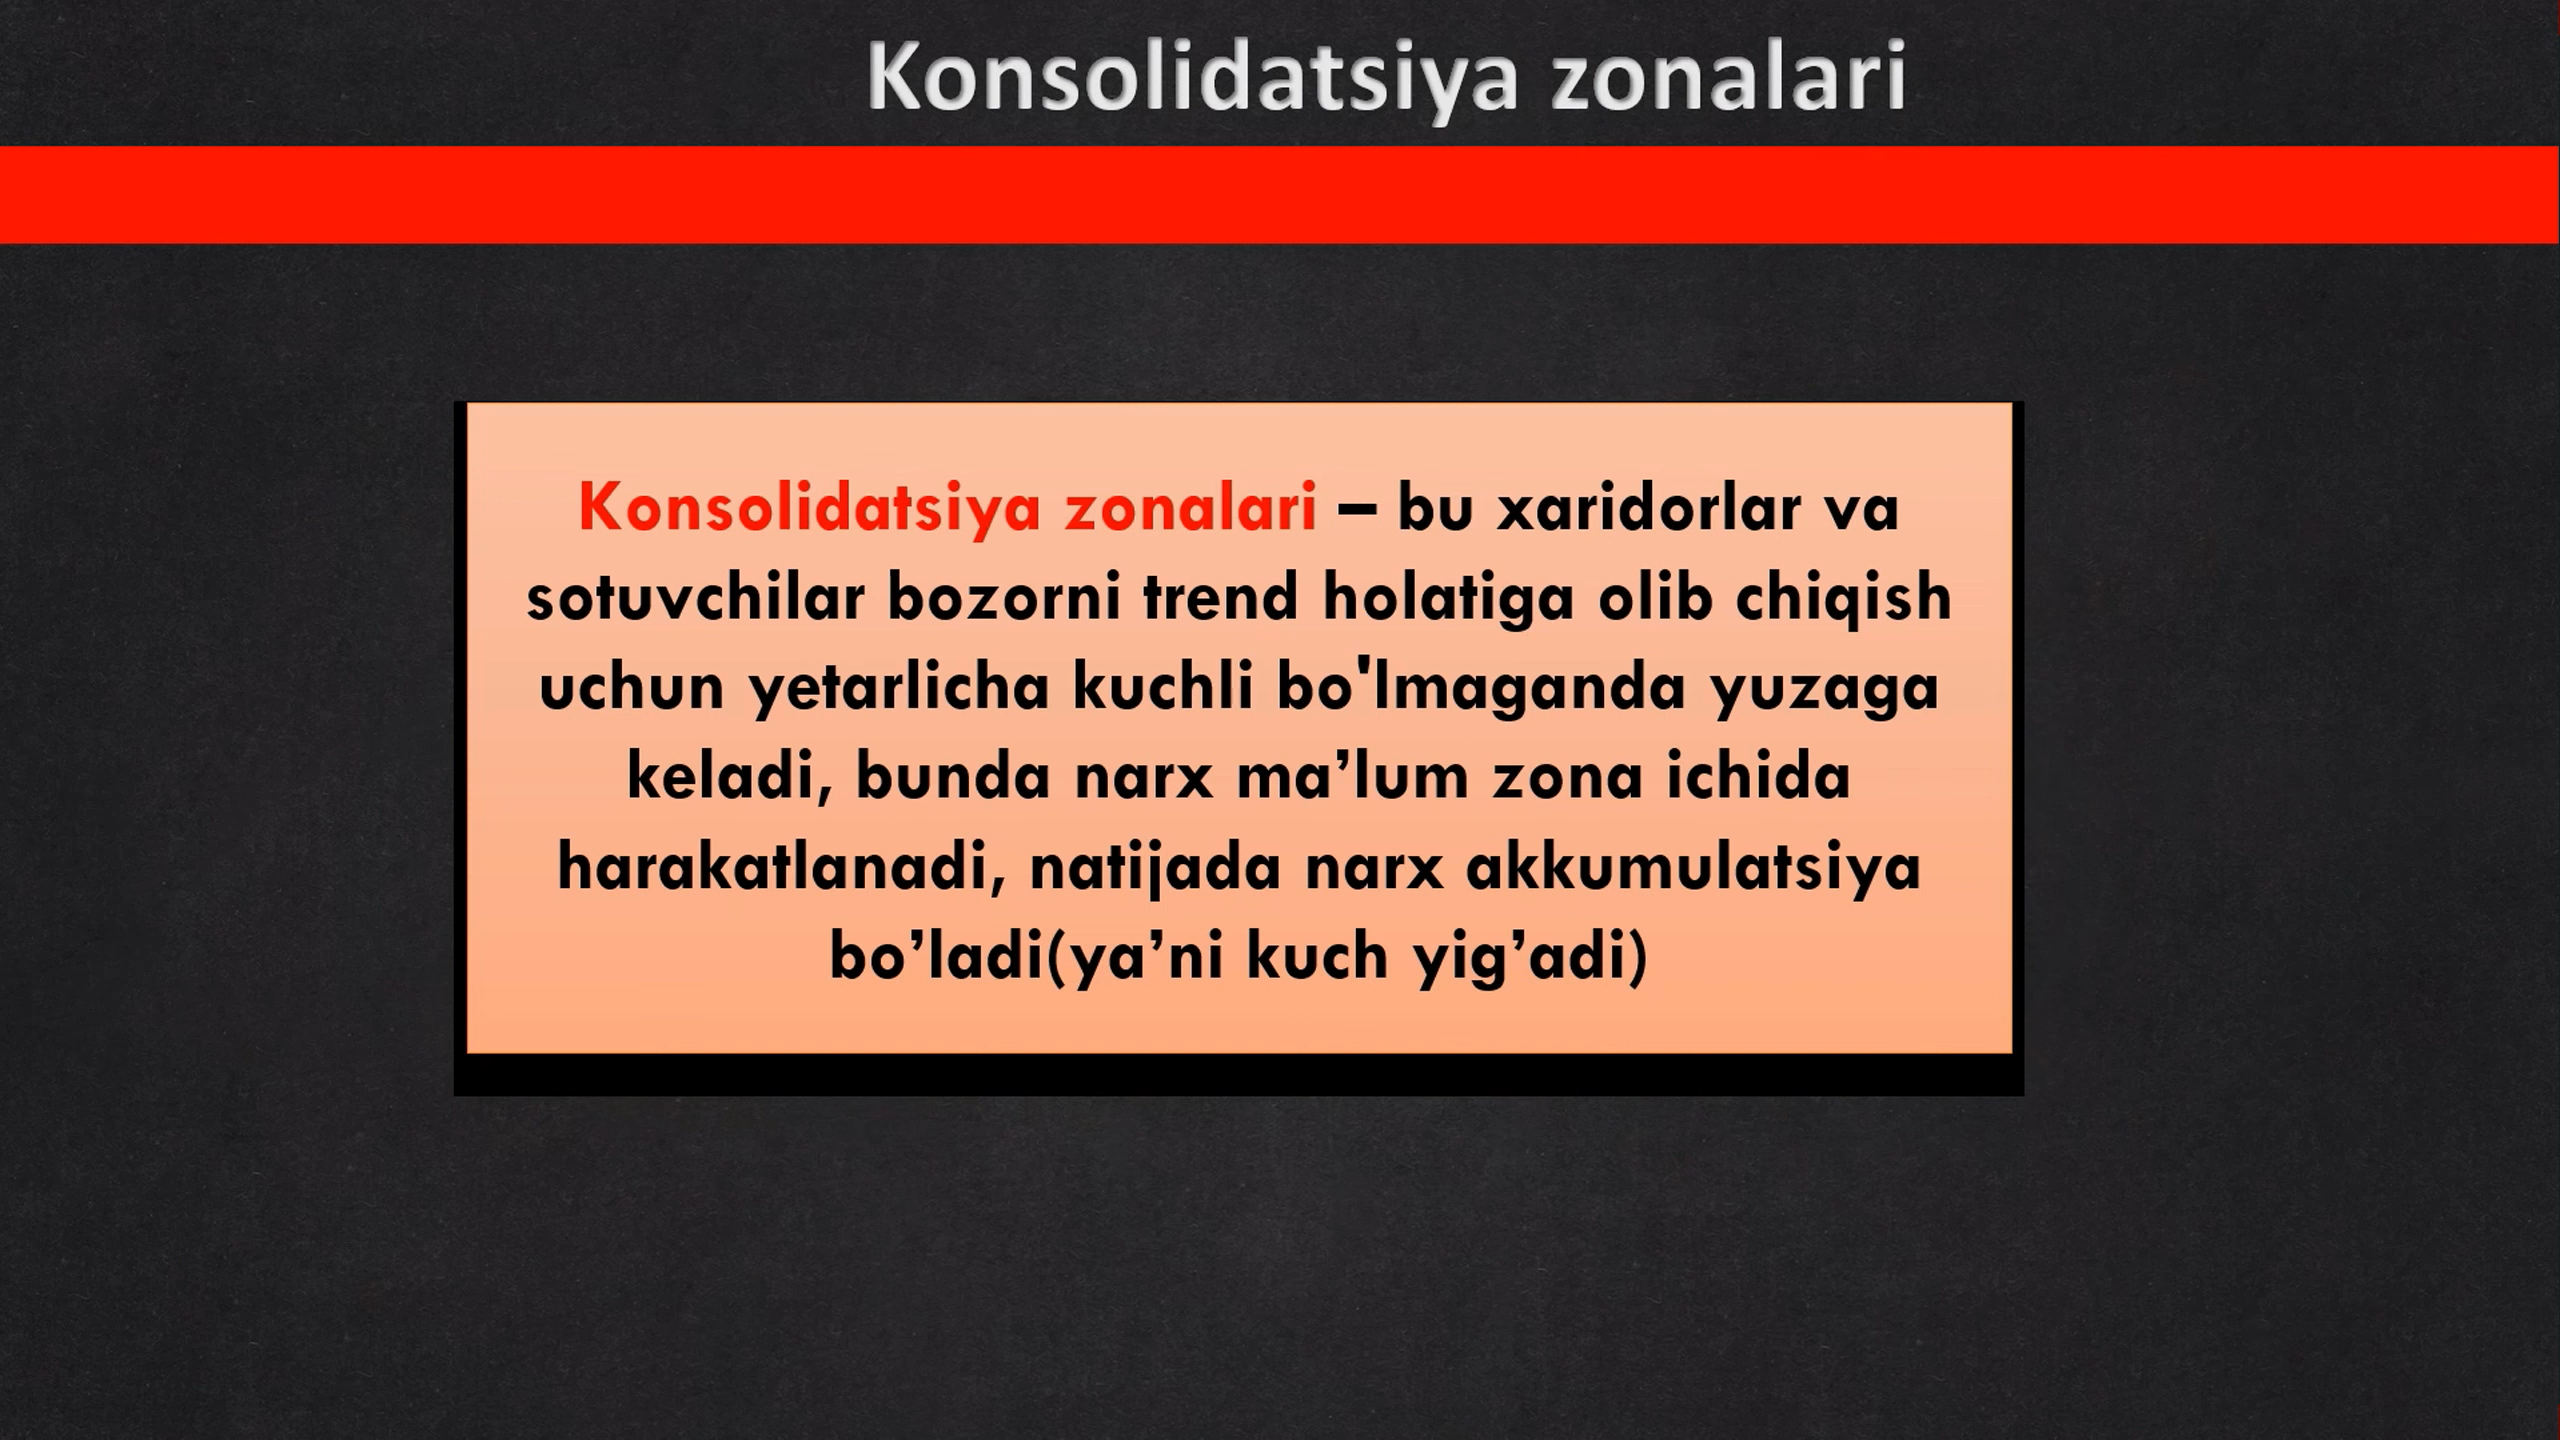 Konsolidatsiya zonalari
Konsolidatsiya zonalari – bu xaridorlar va
sotuvchilar bozorni trend holatiga olib chiqish
uchun yetarlicha kuchli bo'lmaganda yuzaga
keladi, bunda narx ma’lum zona ichida
harakatlanadi, natijada narx akkumulatsiya
bo’ladi(ya’ni kuch yig’adi)